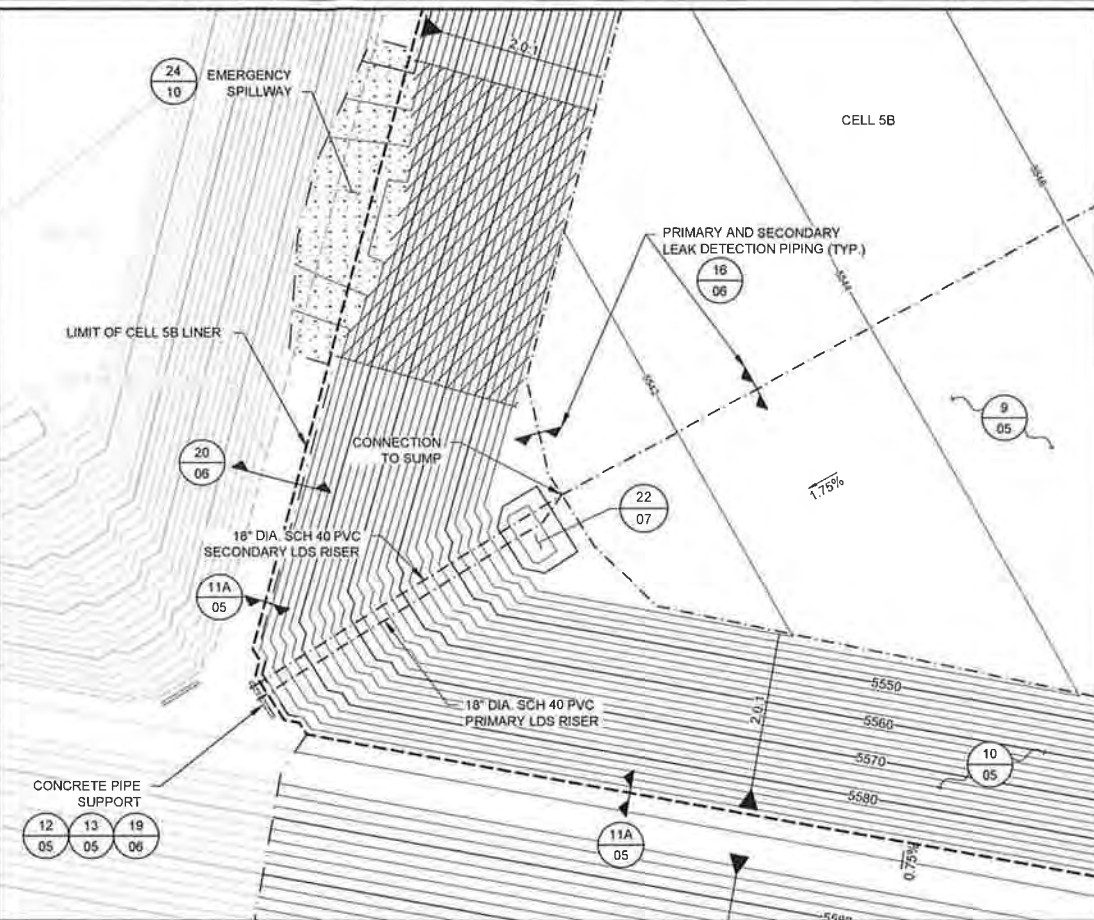 24
10
EMERGENCY
SPILLWAY
2.0:1
CELL 5B
5546
PRIMARY AND SECONDARY
LEAK DETECTION PIPING (TYP.)
16
06
5544
LIMIT OF CELL 5B LINER
5542
9
05
20
06
CONNECTION
TO SUMP
1.75%
22
07
18" DIA. SCH 40 PVC
SECONDARY LDS RISER
11A
05
18" DIA. SCH 40 PVC
PRIMARY LDS RISER
2.0:1
5550
5560
5570
5580
10
05
CONCRETE PIPE
SUPPORT
12
05
13
05
19
06
11A
05
0.75%